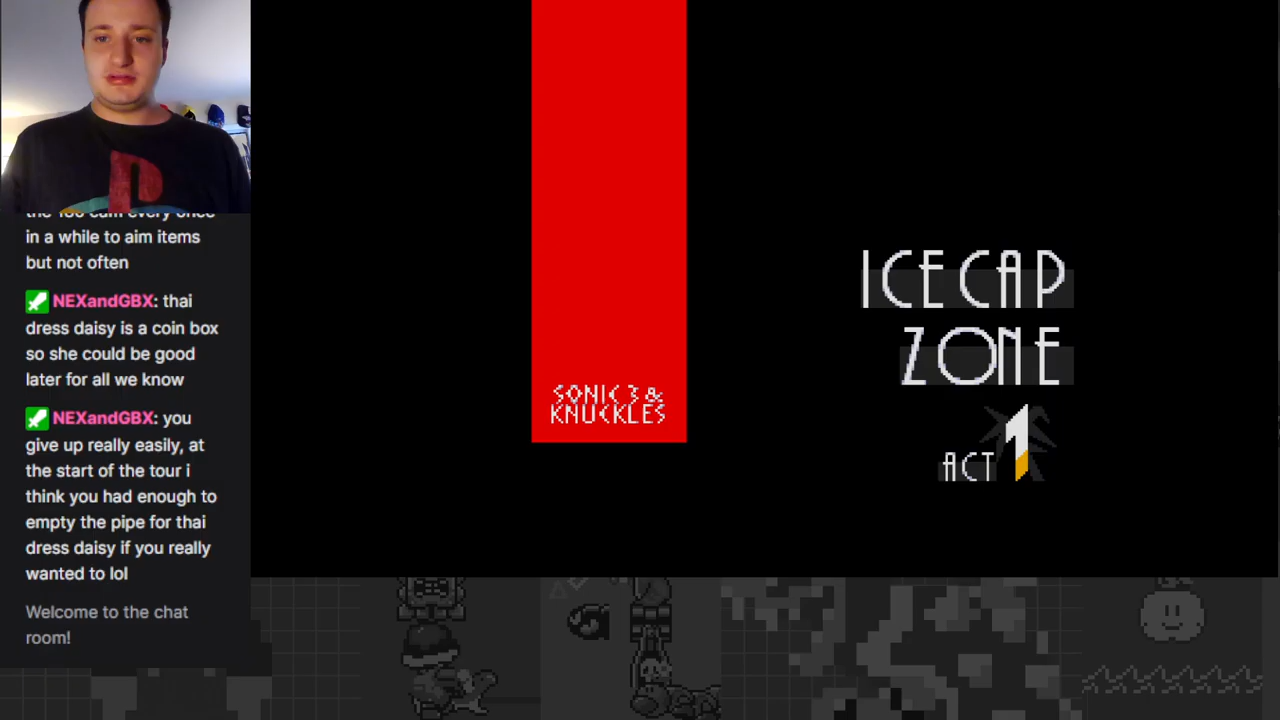 in a while to aim items
but not often
NEXandGBX: thai
dress daisy is a coin box
so she could be good
later for all we know
NEXandGBX: you
give up really easily, at
the start of the tour i
think you had enough to
empty the pipe for thai
dress daisy if you really
wanted to lol
Welcome to the chat
room!
SONIC 3 &
KNUCKLES
ICECAP
ZONE
ACT 1